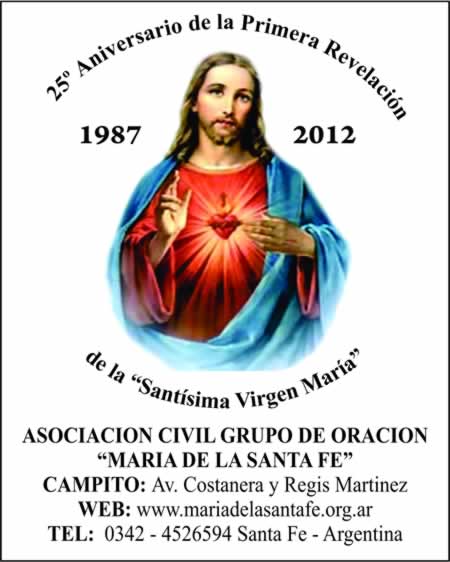 25º Aniversario de la Primera Revelación
1987 2012
de la “Santísima Virgen María”
ASOCIACION CIVIL GRUPO DE ORACION
“MARIA DE LA SANTA FE”
CAMPITO: Av. Costanera y Regis Martinez
WEB: www.mariadelasantafe.org.ar
TEL: 0342 - 4526594 Santa Fe - Argentina